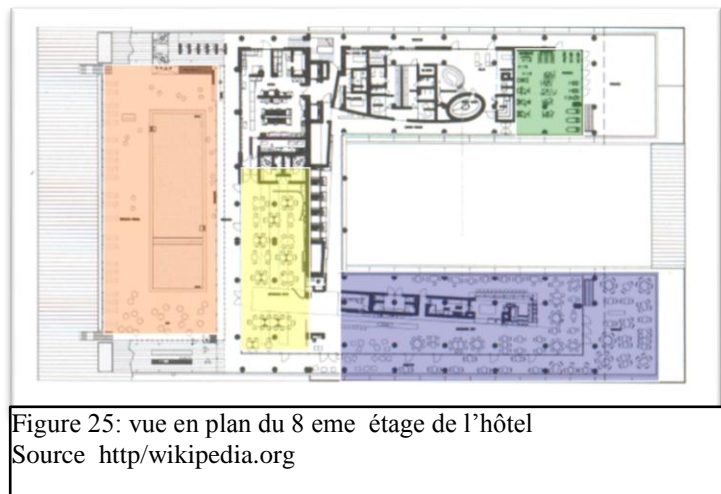 Figure 25: vue en plan du 8 eme étage de l’hôtel
Source http/wikipedia.org